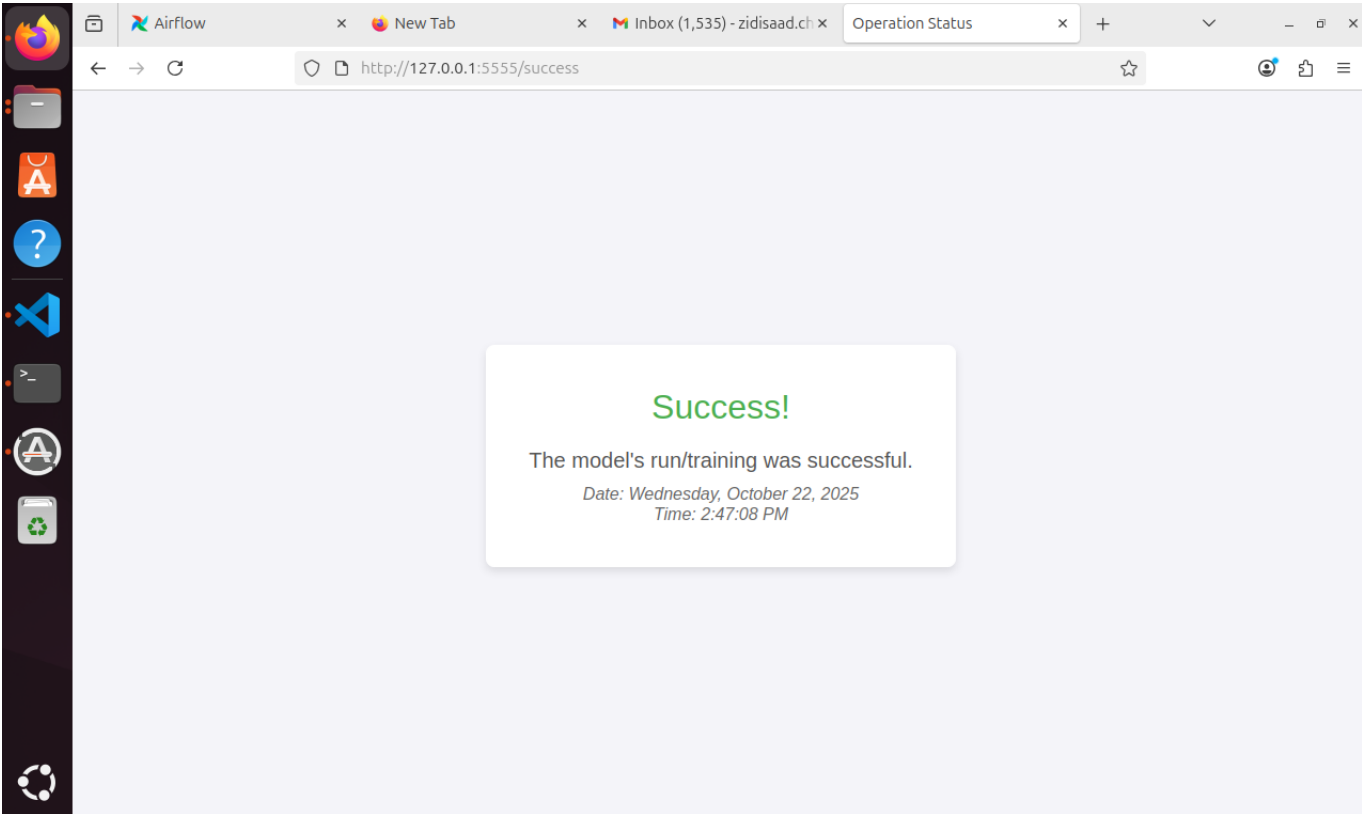 Airflow
New Tab
Inbox (1,535) - zidisaad.ch
Operation Status
http://127.0.0.1:5555/success
Success!
The model's run/training was successful.
Date: Wednesday, October 22, 2025
Time: 2:47:08 PM